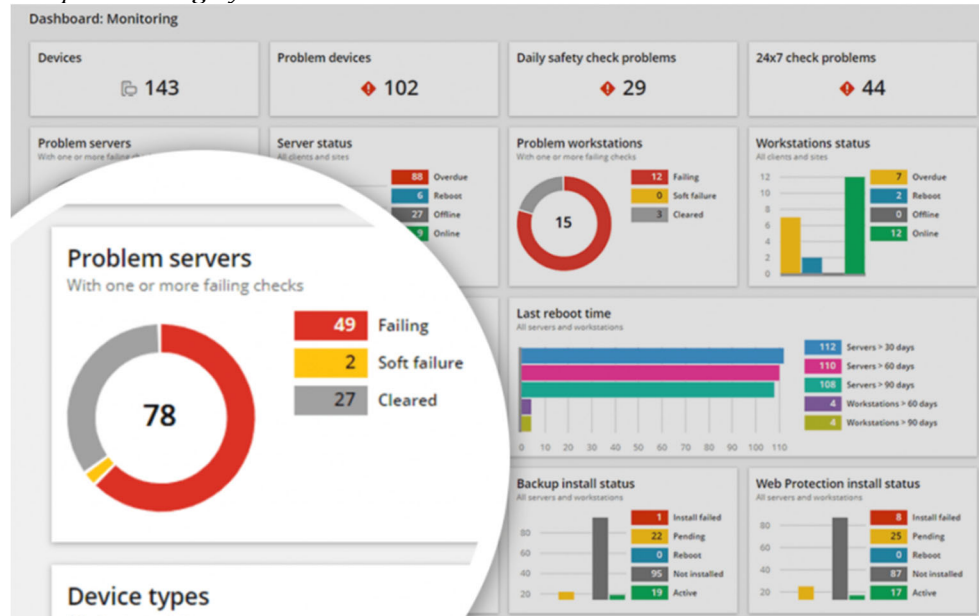 Dashboard: Monitoring
Devices
143
Problem devices
102
Daily safety check problems
29
24x7 check problems
44
Problem servers
With one or more failing
Server status
All clients and sites
88 Overdue
6 Reboot
27 Offline
9 Online
Problem workstations
With one or more failing checks
15
12 Failing
0 Soft failure
3 Cleared
Workstations status
All clients and sites
12
10
8
6
4
2
0
7 Overdue
2 Reboot
0 Offline
12 Online
Problem servers
With one or more failing checks
78
49 Failing
2 Soft failure
27 Cleared
Last reboot time
All servers and workstations
0 10 20 30 40 50 60 70 80 90 100 110
112 Servers > 30 days
110 Servers > 60 days
108 Servers > 90 days
4 Workstations > 60 days
4 Workstations > 90 days
Device types
Backup install status
All servers and workstations
80
60
40
20
1 Install failed
22 Pending
0 Reboot
95 Not installed
19 Active
Web Protection install status
All servers and workstations
80
60
40
20
8 Install failed
25 Pending
0 Reboot
87 Not installed
17 Active